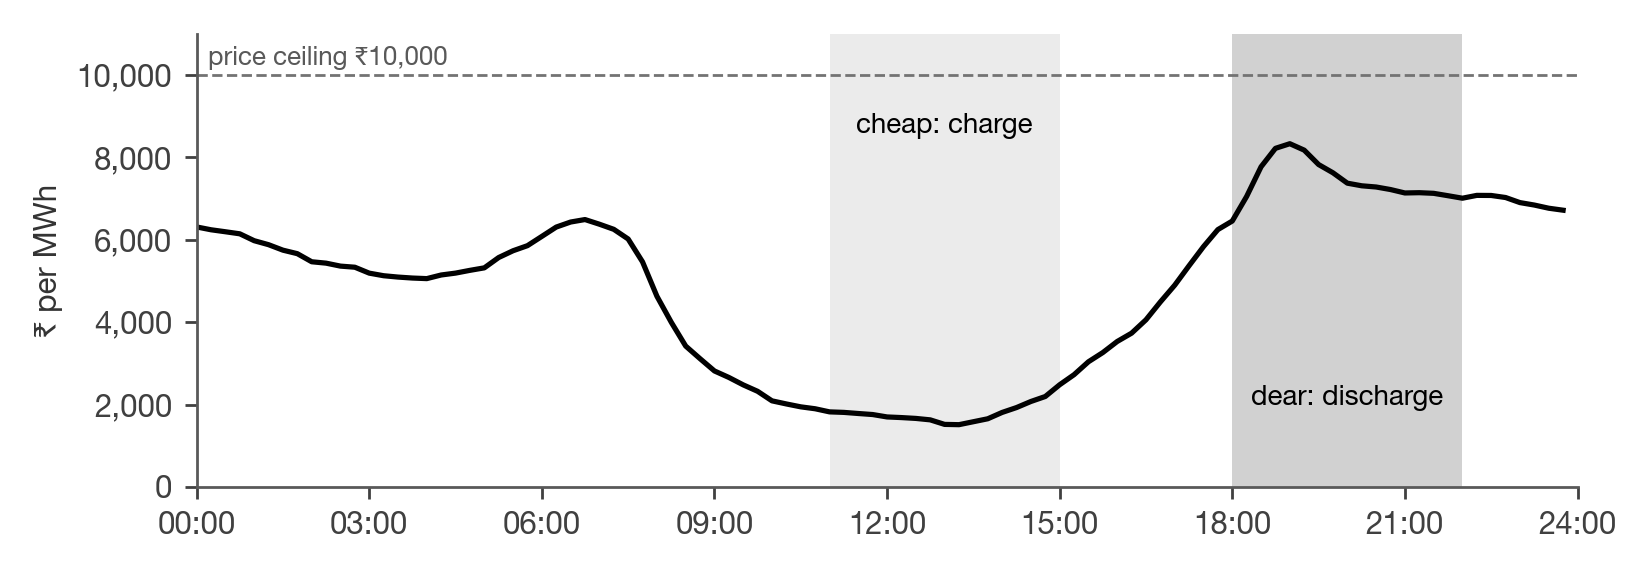 price ceiling ₹10,000
10,000
cheap: charge
8,000
6,000
₹ per MWh
4,000
2,000
dear: discharge
0
00:00 03:00 06:00 09:00 12:00 15:00 18:00 21:00 24:00